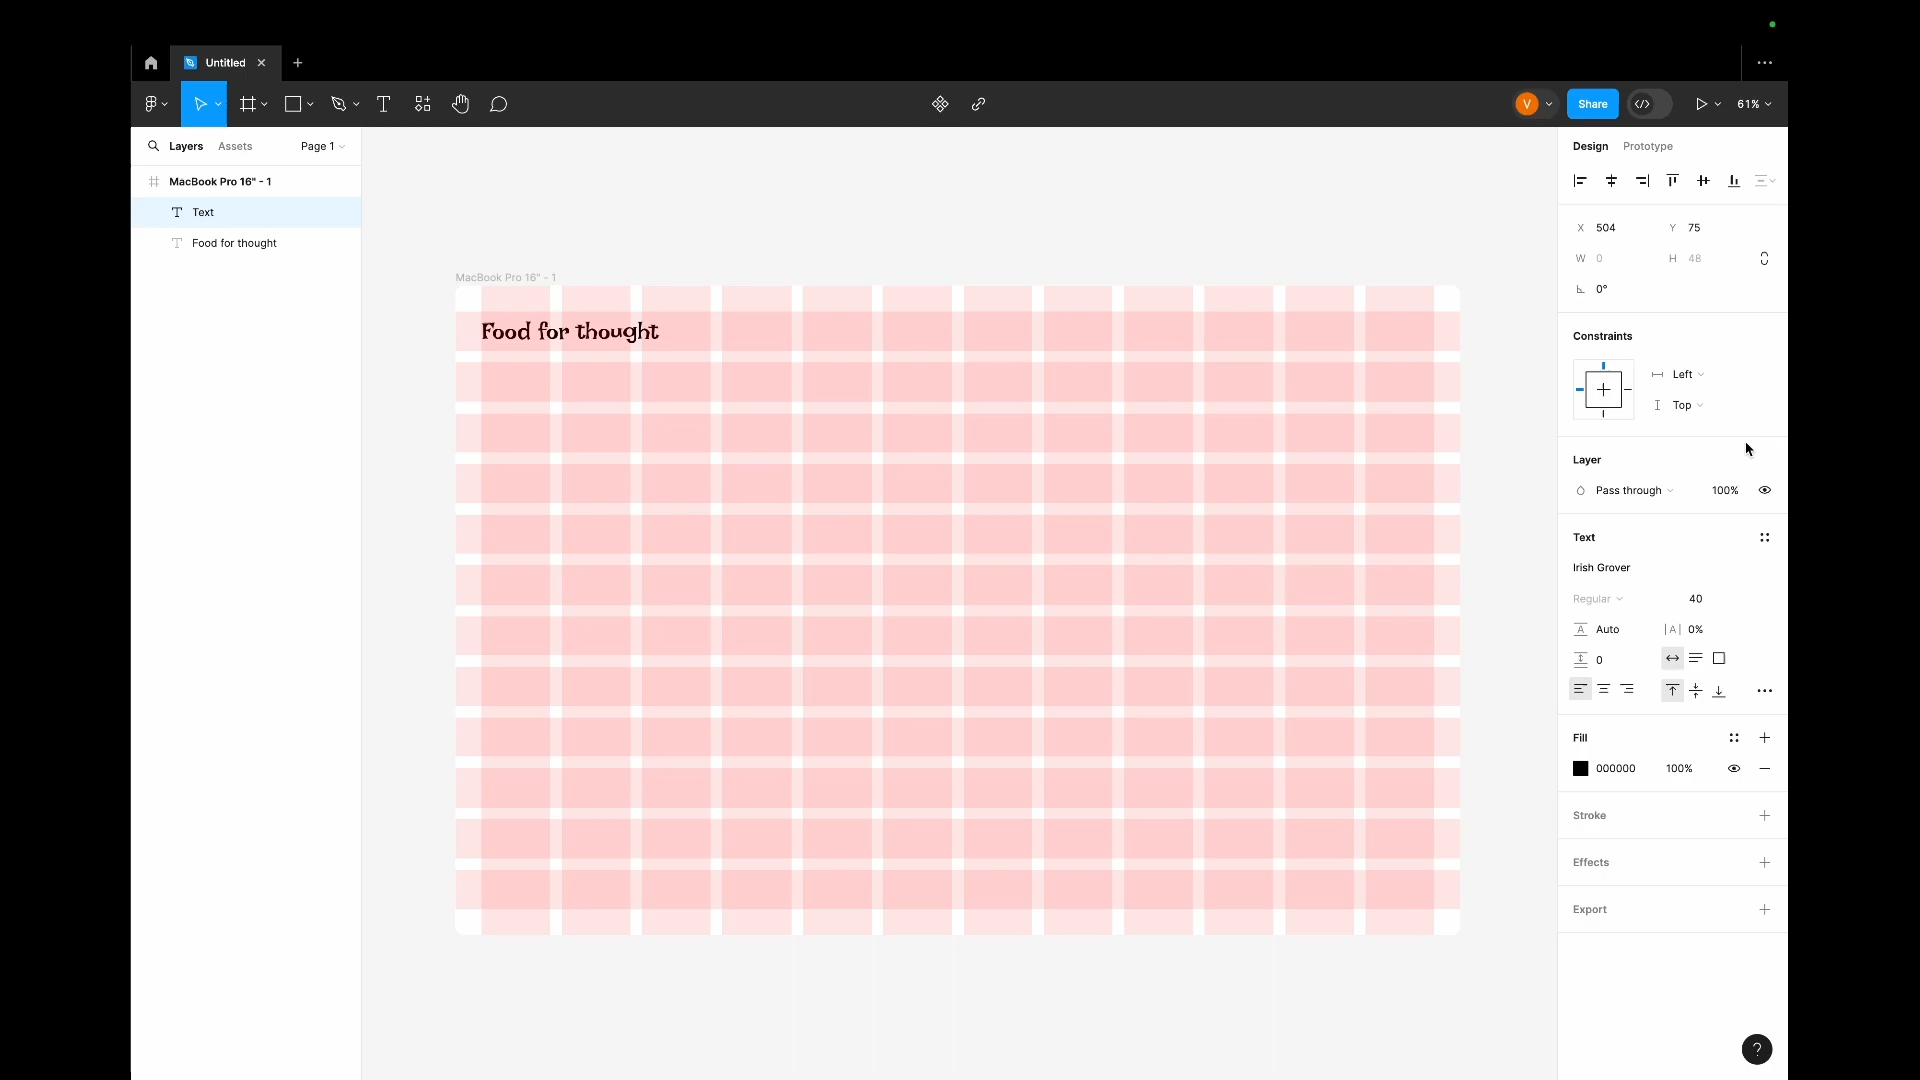 Untitled
V
Share
61%
Layers
Assets
Page 1
Design
Prototype
MacBook Pro 16" - 1
Text
Food for thought
X 504
Y 75
W 0
H 48
0°
MacBook Pro 16" - 1
Food for thought
Constraints
Left
Top
Layer
Pass through
100%
Text
Irish Grover
Regular
40
A Auto
|A| 0%
0
Fill
000000
100%
Stroke
Effects
Export
?